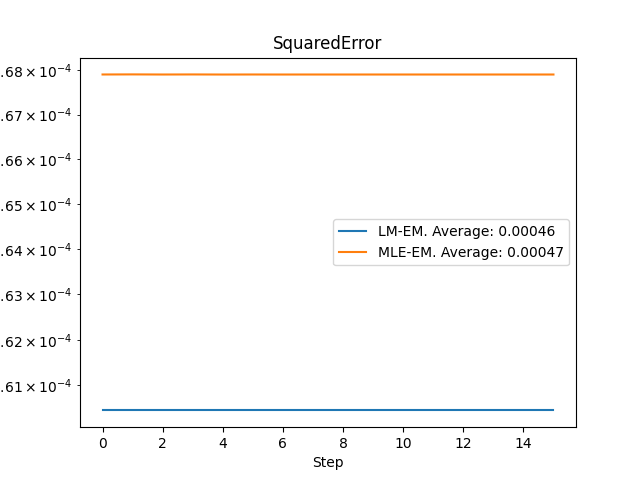 SquaredError
.68 × 10⁻⁴
.67 × 10⁻⁴
.66 × 10⁻⁴
.65 × 10⁻⁴
.64 × 10⁻⁴
.63 × 10⁻⁴
.62 × 10⁻⁴
.61 × 10⁻⁴
LM-EM. Average: 0.00046
MLE-EM. Average: 0.00047
0 2 4 6 8 10 12 14
Step